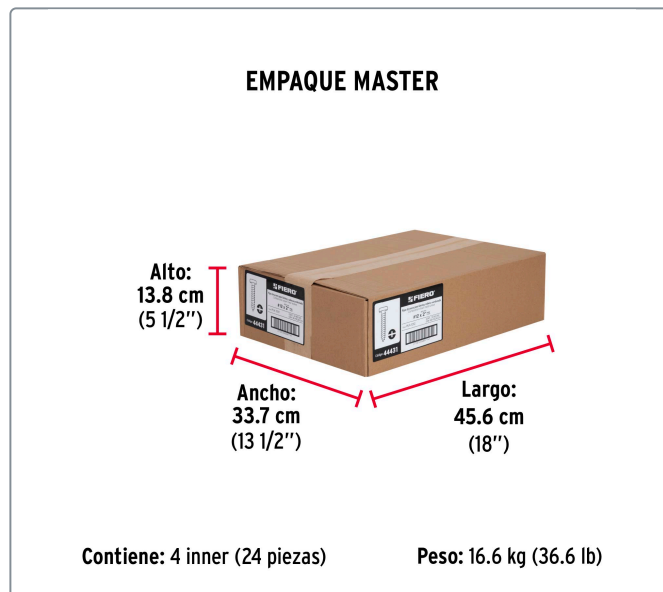 EMPAQUE MASTER
Alto:
13.8 cm
(5 1/2’’)
FIERO
44431
FIERO
44431
Ancho:
33.7 cm
(13 1/2’’)
Largo:
45.6 cm
(18’’)
Contiene: 4 inner (24 piezas)
Peso: 16.6 kg (36.6 lb)